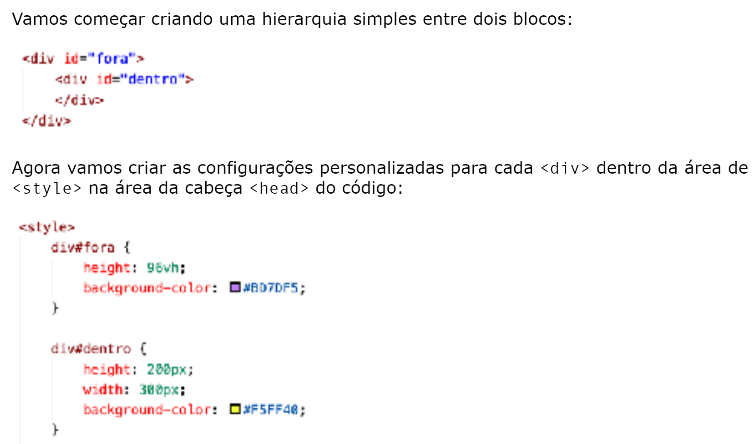 Vamos começar criando uma hierarquia simples entre dois blocos:
<div id="fora">
<div id="dentro">
</div>
</div>
Agora vamos criar as configurações personalizadas para cada <div> dentro da área de
<style> na área da cabeça <head> do código:
<style>
div#fora {
height: 96vh;
background-color: #BD7DF5;
}
div#dentro {
height: 200px;
width: 300px;
background-color: #F5FF40;
}